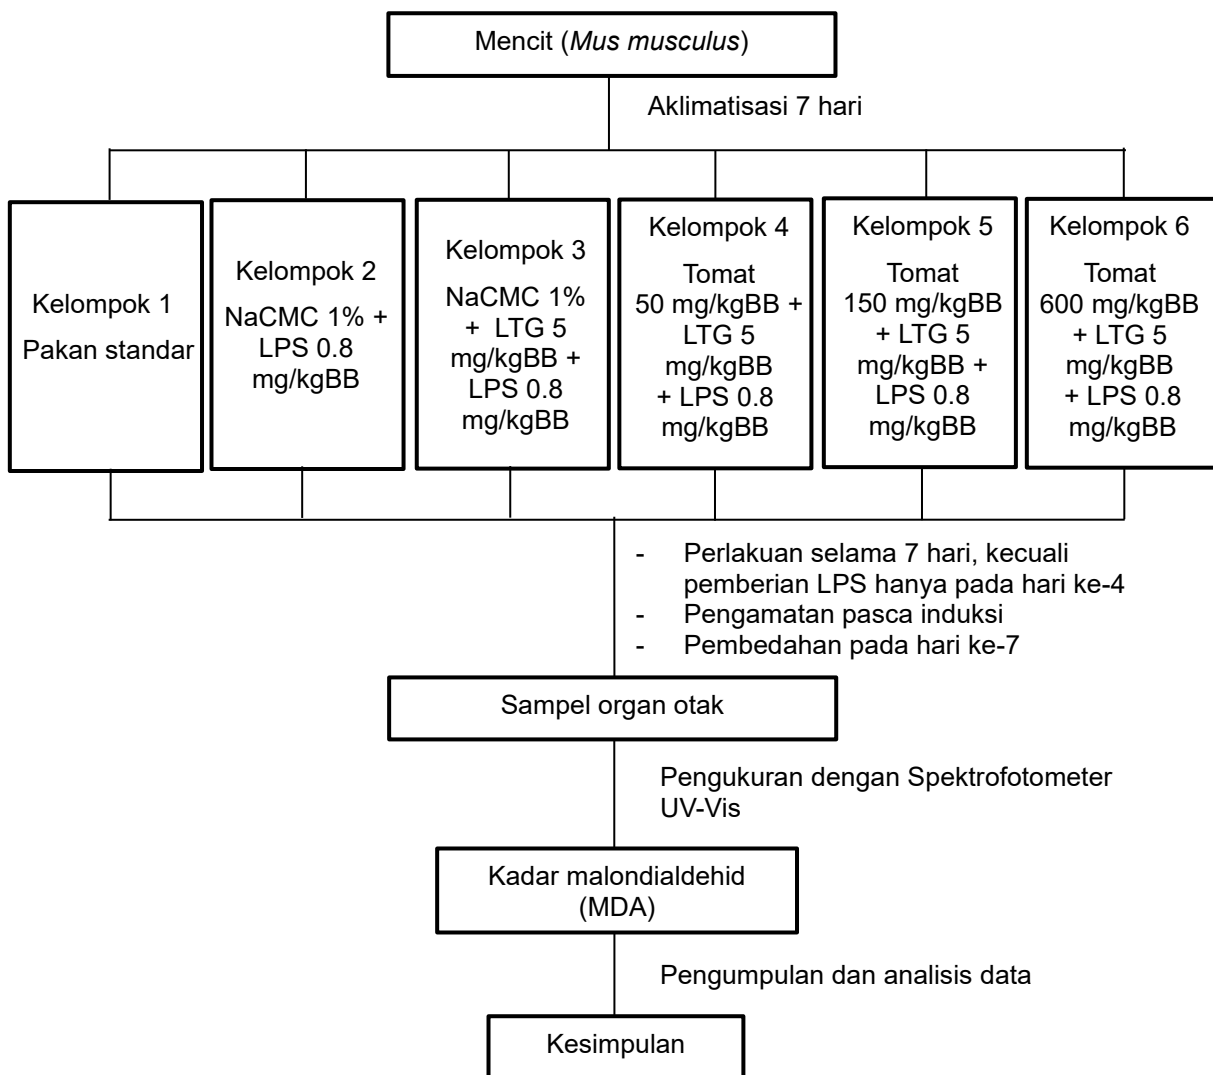 Mencit (Mus musculus)
Aklimatisasi 7 hari
Kelompok 1
Pakan standar
Kelompok 2
NaCMC 1% +
LPS 0.8
mg/kgBB
Kelompok 3
NaCMC 1%
+ LTG 5
mg/kgBB +
LPS 0.8
mg/kgBB
Kelompok 4
Tomat
50 mg/kgBB +
LTG 5
mg/kgBB
+ LPS 0.8
mg/kgBB
Kelompok 5
Tomat
150 mg/kgBB
+ LTG 5
mg/kgBB +
LPS 0.8
mg/kgBB
Kelompok 6
Tomat
600 mg/kgBB
+ LTG 5
mg/kgBB
+ LPS 0.8
mg/kgBB
- Perlakuan selama 7 hari, kecuali
pemberian LPS hanya pada hari ke-4
- Pengamatan pasca induksi
- Pembedahan pada hari ke-7
Sampel organ otak
Pengukuran dengan Spektrofotometer
UV-Vis
Kadar malondialdehid
(MDA)
Pengumpulan dan analisis data
Kesimpulan